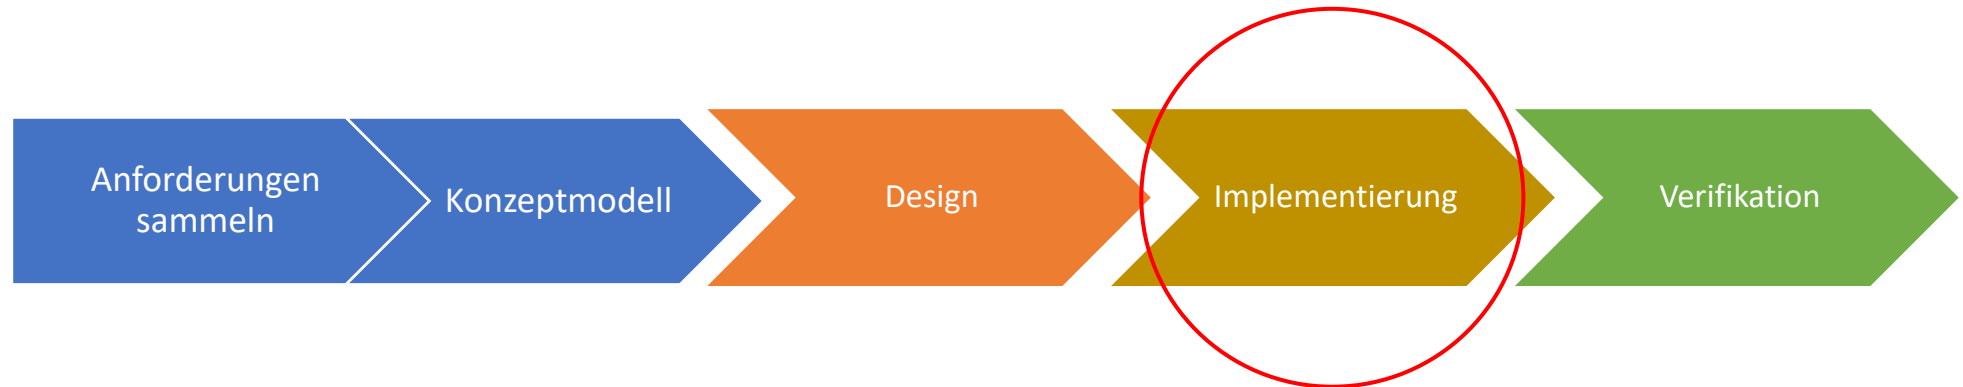 Anforderungen
sammeln
Konzeptmodell
Design
Implementierung
Verifikation